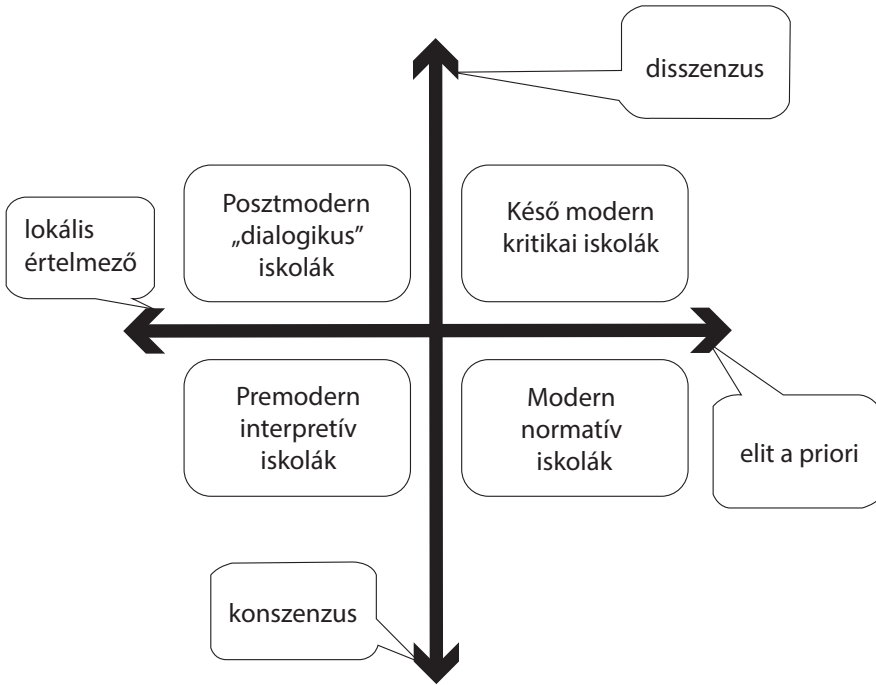 disszenzus
Posztmodern
„dialogikus”
iskolák
Késő modern
kritikai iskolák
lokális
értelmező
Premodern
interpretív
iskolák
Modern
normatív
iskolák
elit a priori
konszenzus